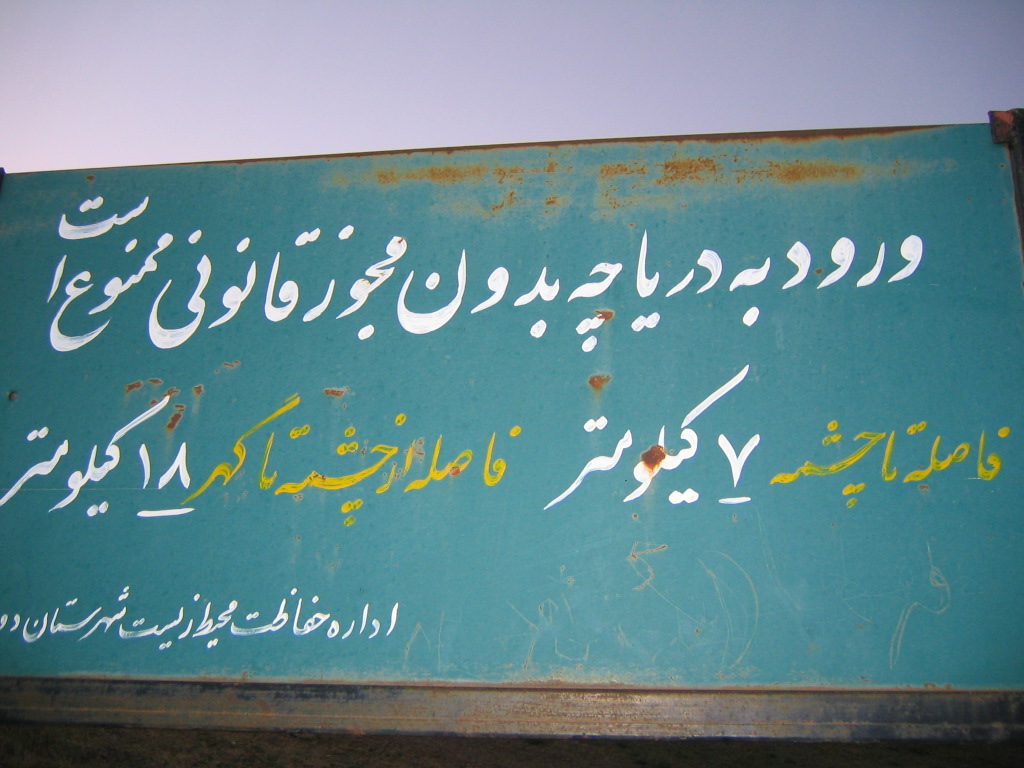 ورود به دریاچه بدون مجوز قانونی ممنوع است
فاصله تا چشمه ۷ کیلومتر فاصله از چشمه تا گهر ۱۸ کیلومتر
اداره حفاظت محیط زیست شهرستان دو